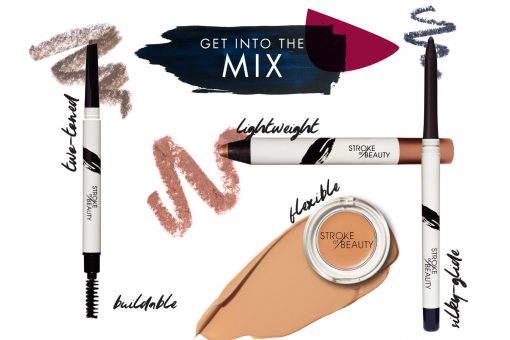 GET INTO THE
MIX
two-toned
lightweight
STROKE
OF BEAUTY
flexible
STROKE
OF BEAUTY
STROKE
OF BEAUTY
STROKE
OF BEAUTY
buildable
silky-glide